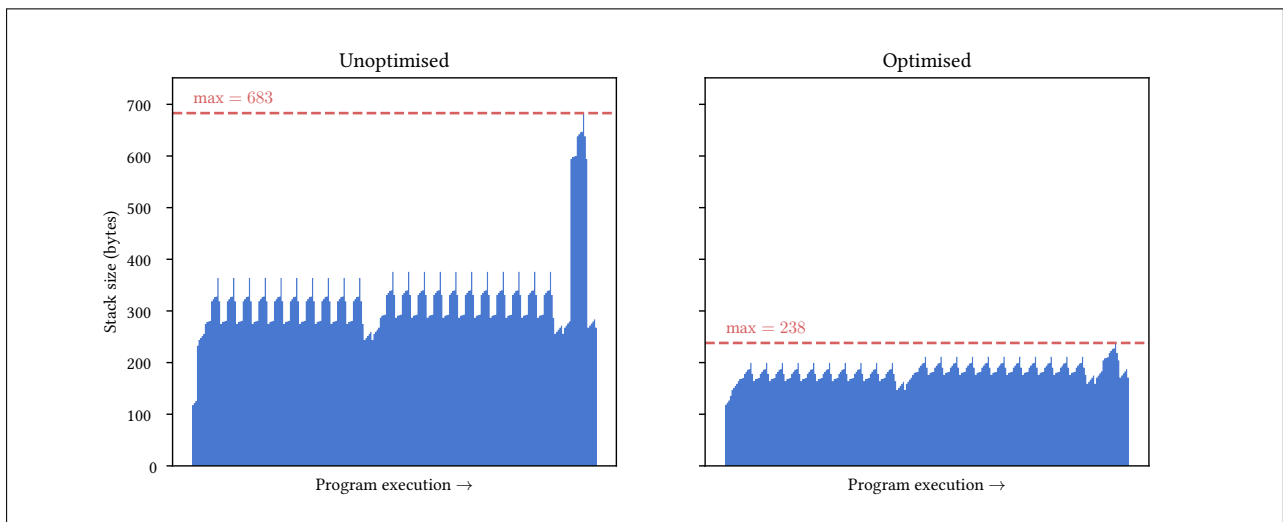 Unoptimised
max = 683
700
600
500
400
300
200
100
0
Stack size (bytes)
Program execution →
Optimised
max = 238
Program execution →